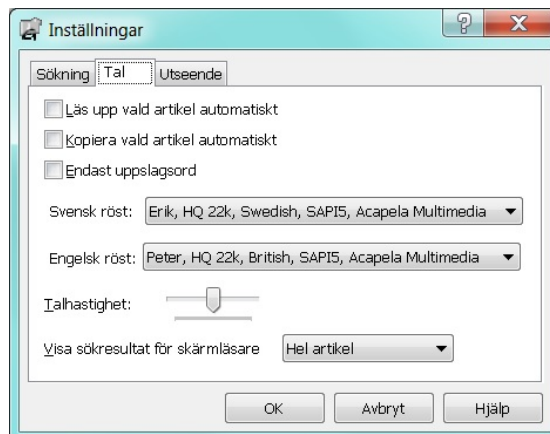 Inställningar
Sökning Tal Utseende
Läs upp vald artikel automatiskt
Kopiera vald artikel automatiskt
Endast uppslagsord
Svensk röst: Erik, HQ 22k, Swedish, SAPI5, Acapela Multimedia
Engelsk röst: Peter, HQ 22k, British, SAPI5, Acapela Multimedia
Talhastighet:
Visa sökresultat för skärmläsare Hel artikel
OK Avbryt Hjälp